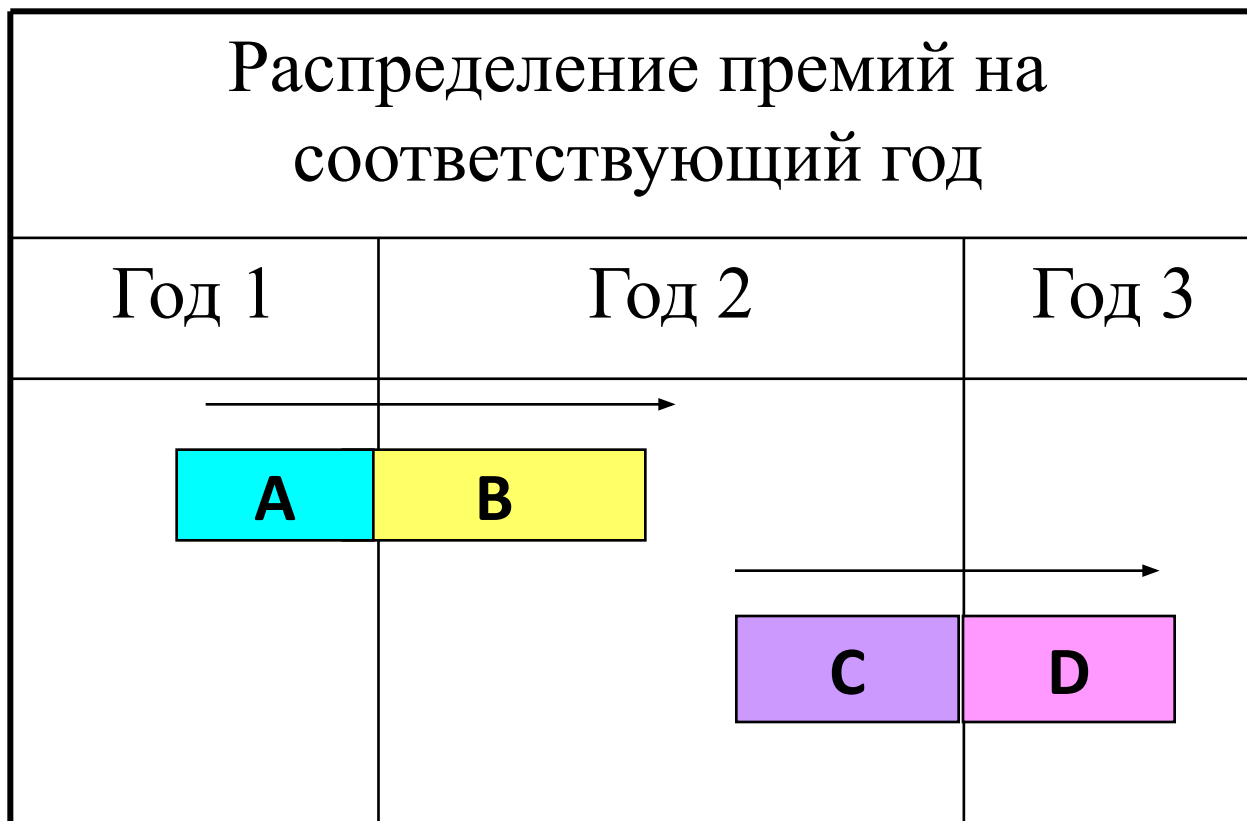 Распределение премий на
соответствующий год
Год 1
Год 2
Год 3
A
B
C
D